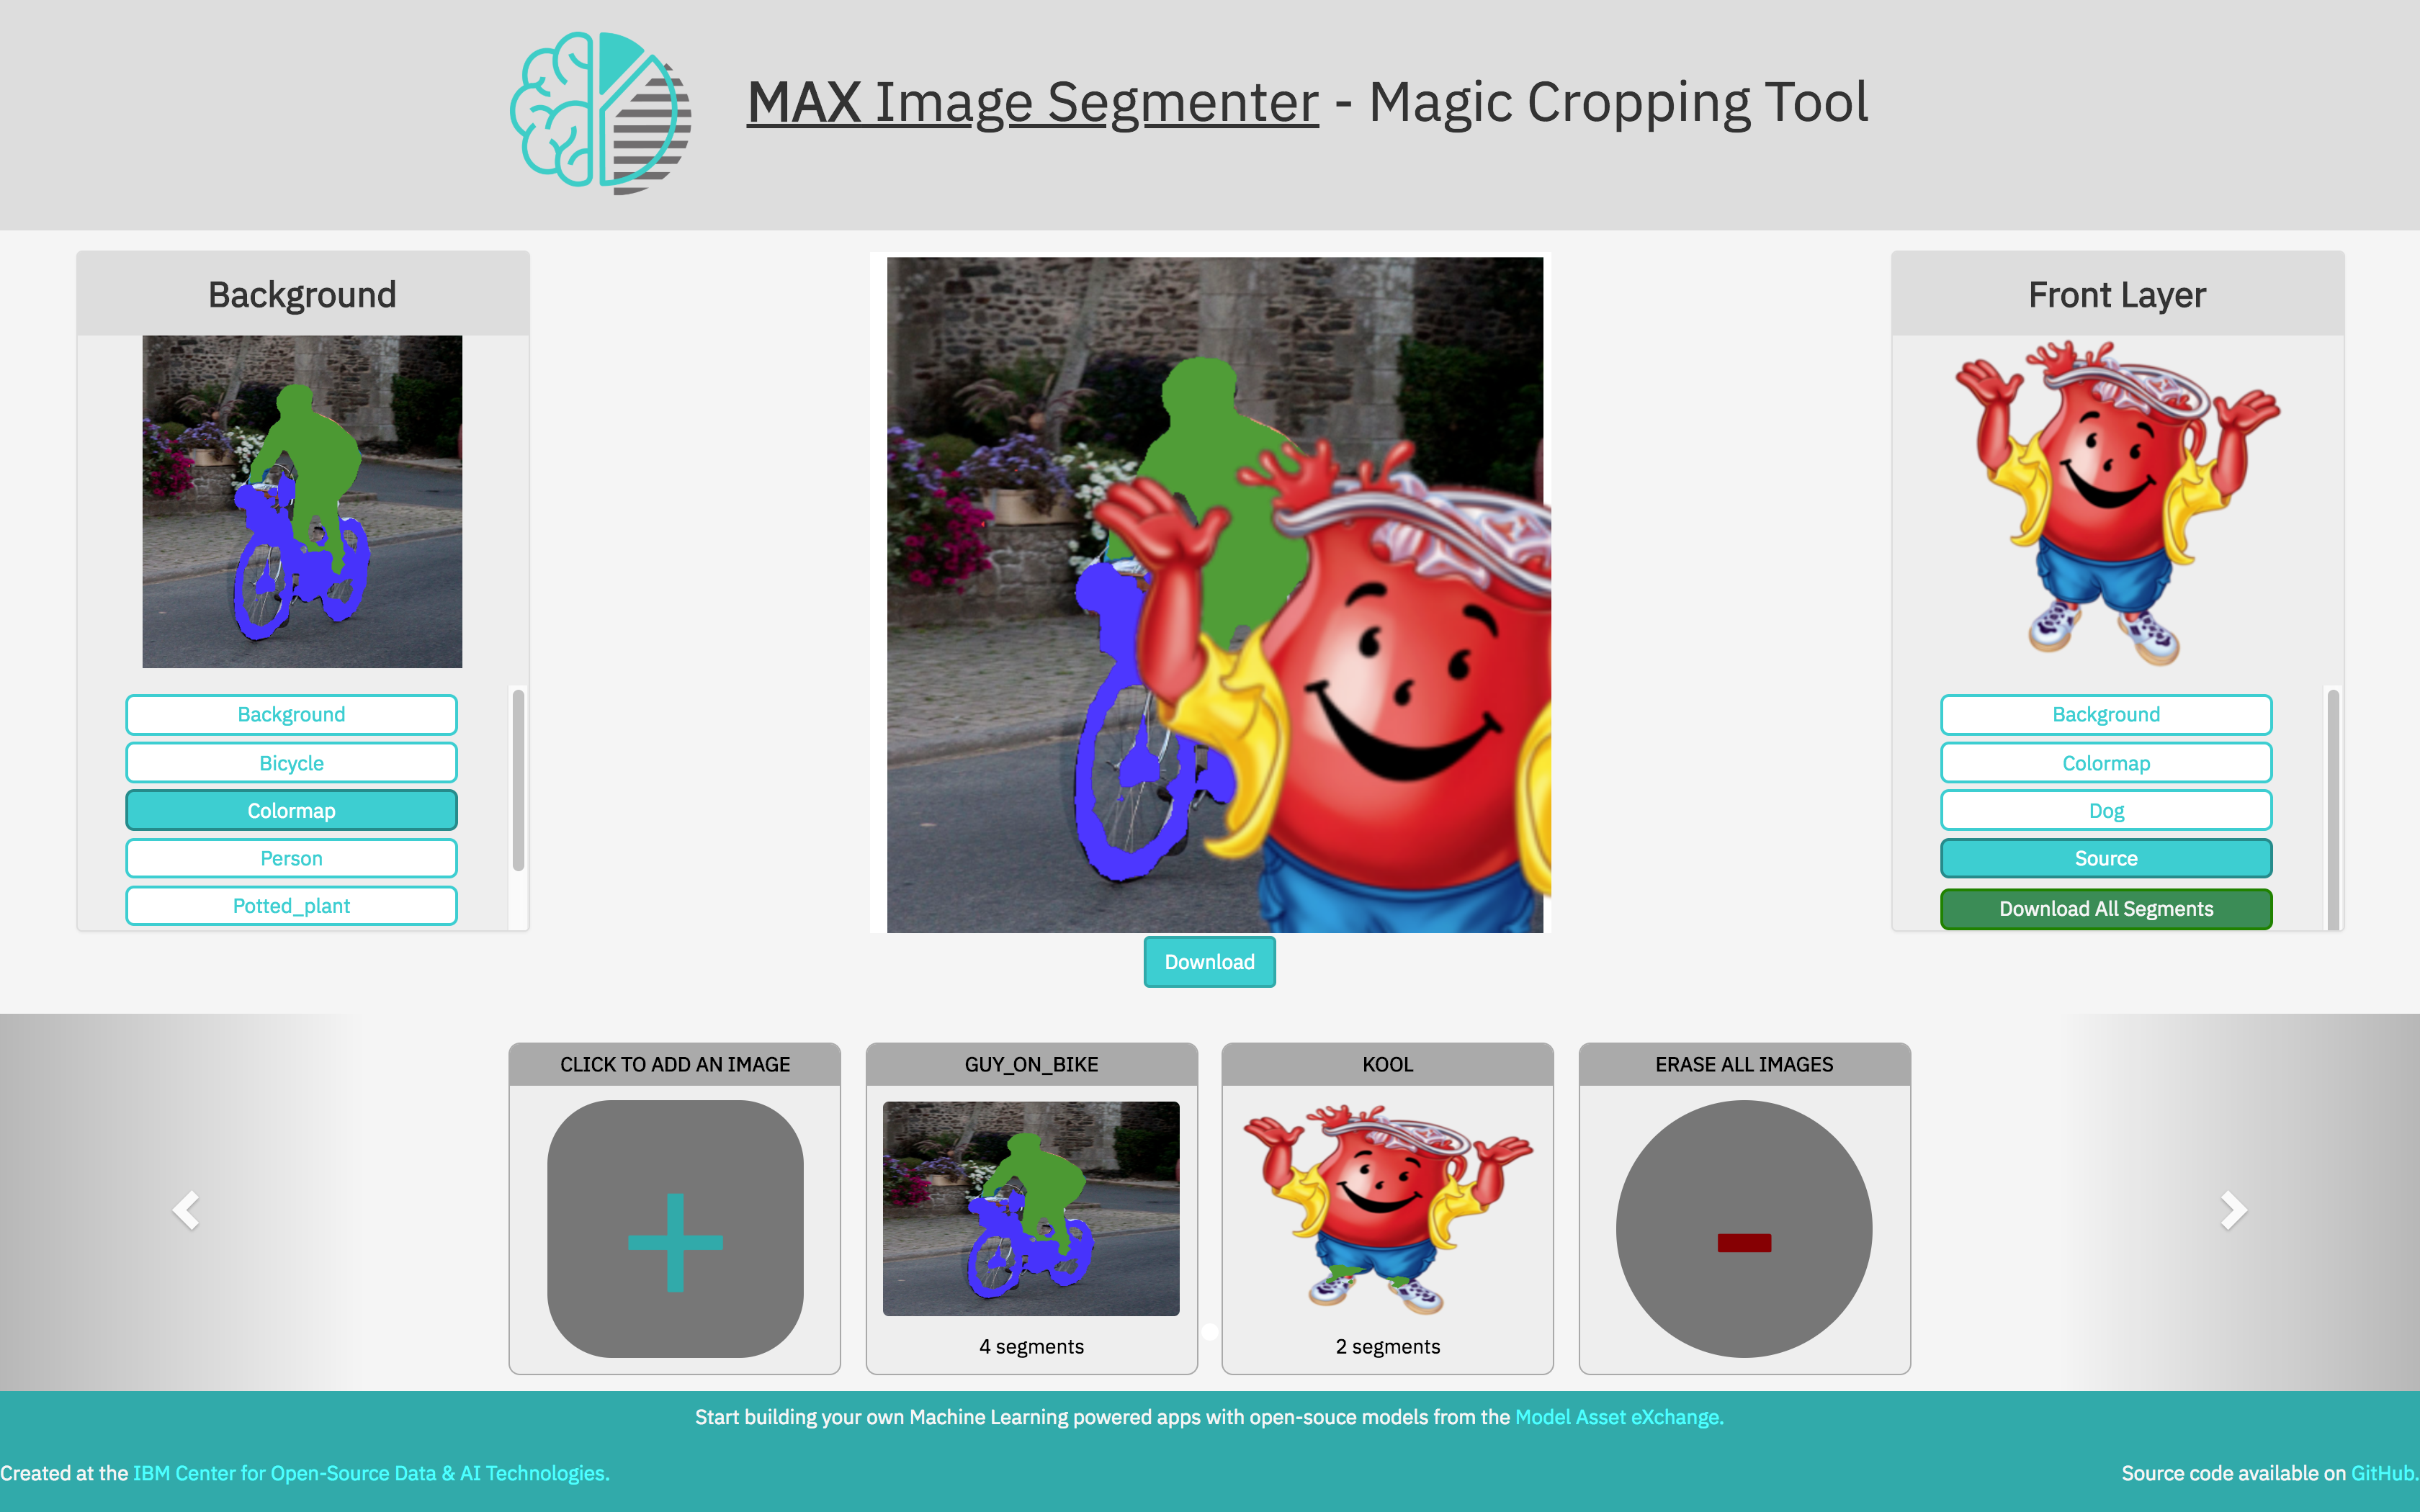 MAX Image Segmenter - Magic Cropping Tool
Background
Background
Bicycle
Colormap
Person
Potted_plant
Download
Front Layer
Background
Colormap
Dog
Source
Download All Segments
CLICK TO ADD AN IMAGE
GUY_ON_BIKE
4 segments
KOOL
2 segments
ERASE ALL IMAGES
Start building your own Machine Learning powered apps with open-souce models from the Model Asset eXchange.
Created at the IBM Center for Open-Source Data & AI Technologies.
Source code available on GitHub.